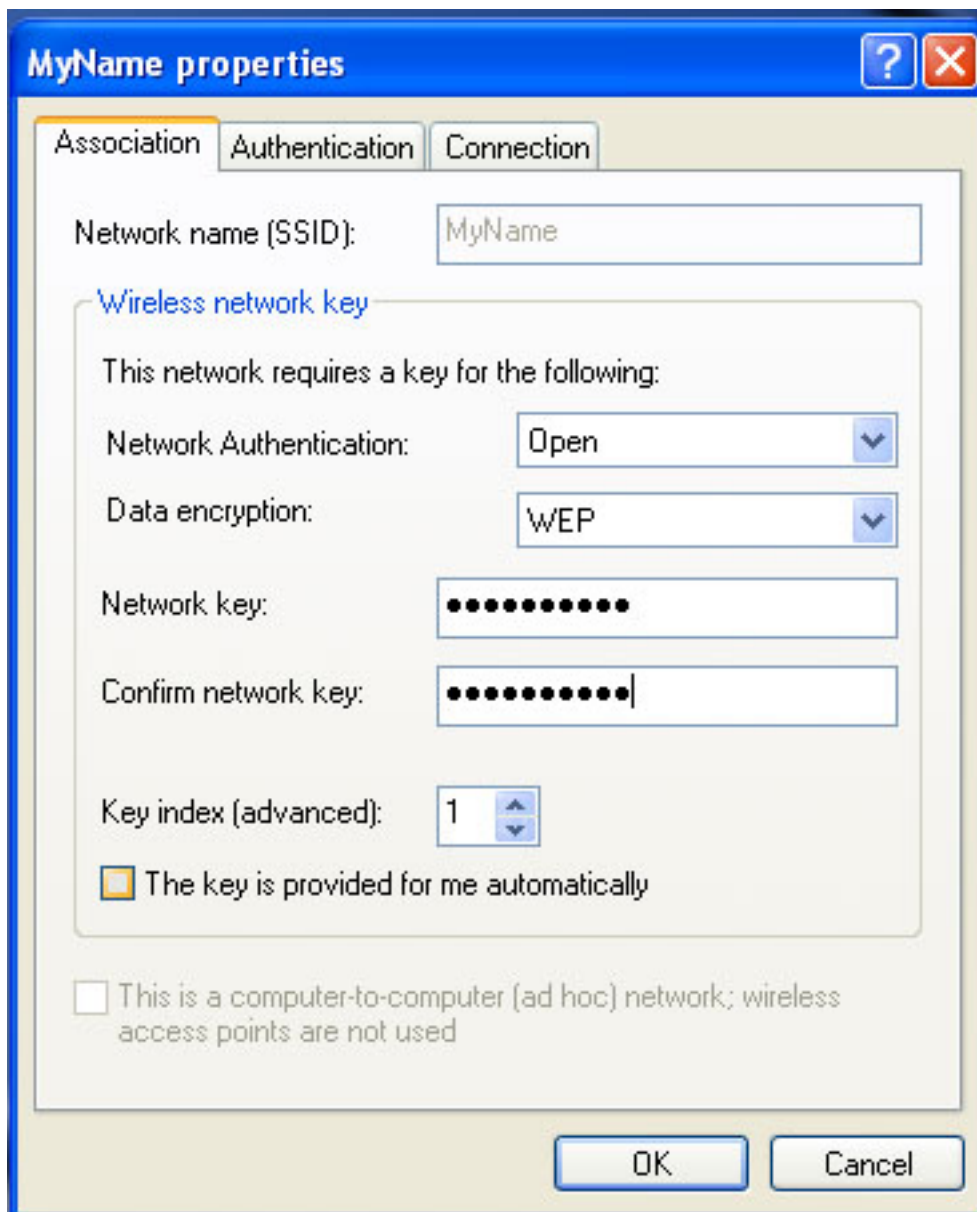 MyName properties
Association Authentication Connection
Network name (SSID): MyName
Wireless network key
This network requires a key for the following:
Network Authentication: Open
Data encryption: WEP
Network key: ●●●●●●●●●●
Confirm network key: ●●●●●●●●●●
Key index (advanced): 1
The key is provided for me automatically
This is a computer-to-computer (ad hoc) network; wireless
access points are not used
OK Cancel